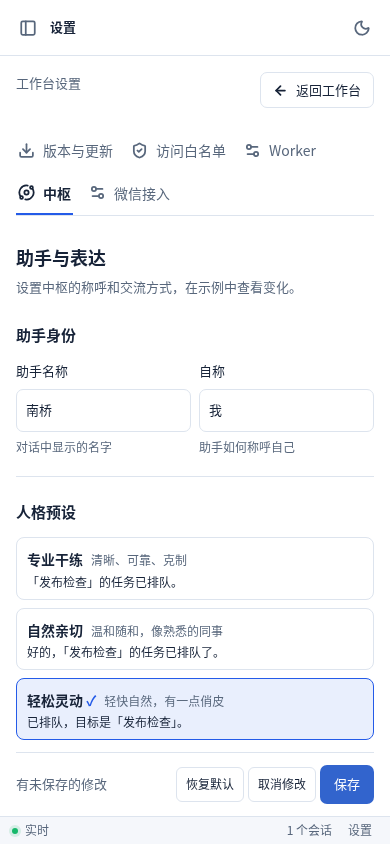 设置
工作台设置
返回工作台
版本与更新 访问白名单 Worker
中枢 微信接入
助手与表达
设置中枢的称呼和交流方式，在示例中查看变化。
助手身份
助手名称 自称
南桥 我
对话中显示的名字 助手如何称呼自己
人格预设
专业干练 清晰、可靠、克制
「发布检查」的任务已排队。
自然亲切 温和随和，像熟悉的同事
好的，「发布检查」的任务已排队了。
轻松灵动 ✓ 轻快自然，有一点俏皮
已排队，目标是「发布检查」。
有未保存的修改 恢复默认 取消修改 保存
实时 1 个会话 设置